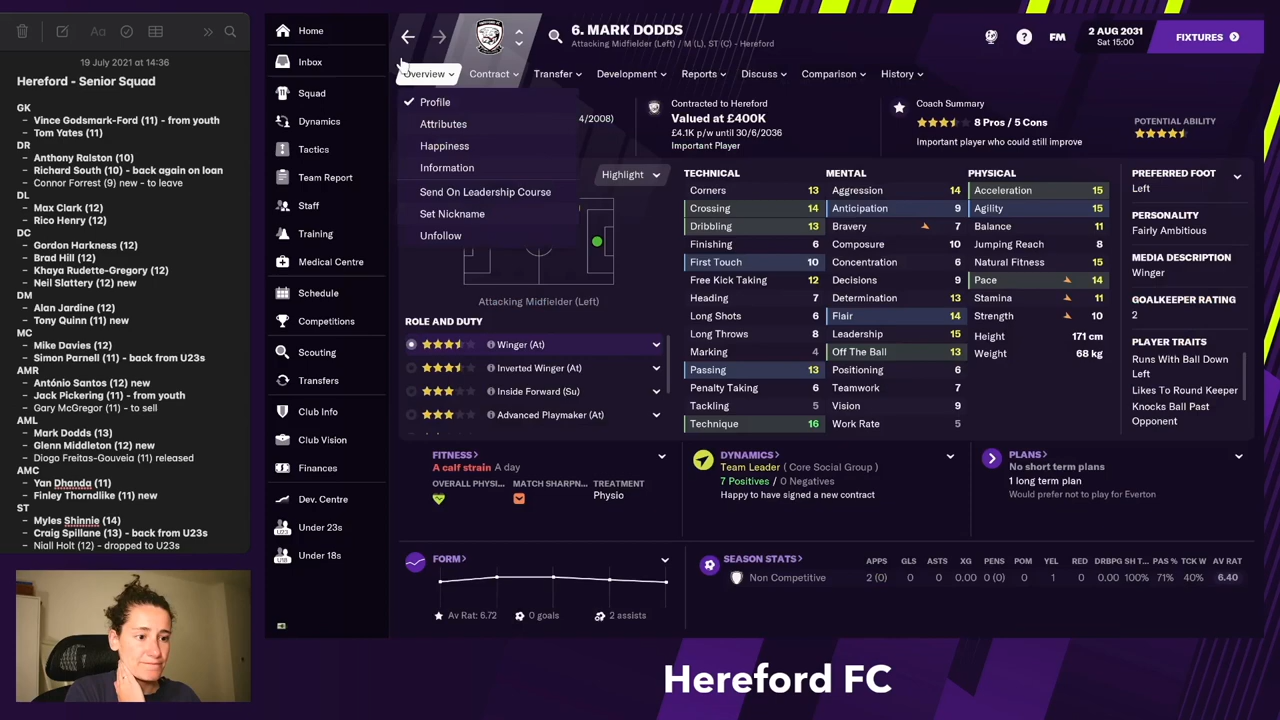 19 July 2021 at 14:36
Hereford - Senior Squad
GK
Vince Godsmark-Ford (11) - from youth
Tom Yates (11)
DR
Anthony Ralston (10)
Richard South (10) - back again on loan
Connor Forrest (9) new - to leave
DL
Max Clark (12)
Rico Henry (12)
DC
Gordon Harkness (12)
Brad Hill (12)
Khaya Rudette-Gregory (12)
Neil Slattery (12) new
DM
Alan Jardine (12)
Tony Quinn (11) new
MC
Mike Davies (12)
Simon Parnell (11) - back from U23s
AMR
António Santos (12) new
Jack Pickering (11) - from youth
Gary McGregor (11) - to sell
AML
Mark Dodds (13)
Glenn Middleton (12) new
Diogo Freitas-Gouveia (11) released
AMC
Yan Dhanda (11)
Finley Thorndlike (11) new
ST
Myles Shinnie (14)
Craig Spillane (13) - back from U23s
Niall Holt (12) - dropped to U23s
Home
Inbox
Squad
Dynamics
Tactics
Team Report
Staff
Training
Medical Centre
Schedule
Competitions
Scouting
Transfers
Club Info
Club Vision
Finances
Dev. Centre
Under 23s
Under 18s
6. MARK DODDS
Attacking Midfielder (Left) / M (L), ST (C) - Hereford
FM
2 AUG 2031
Sat 15:00
FIXTURES
Overview Contract Transfer Development Reports Discuss Comparison History
Profile
Attributes
Happiness
Information
Send On Leadership Course
Set Nickname
Unfollow
4/2008)
Contracted to Hereford
Valued at £400K
£4.1K p/w until 30/6/2036
Important Player
Coach Summary
8 Pros / 5 Cons
Important player who could still improve
POTENTIAL ABILITY
Highlight
Attacking Midfielder (Left)
ROLE AND DUTY
Winger (At)
Inverted Winger (At)
Inside Forward (Su)
Advanced Playmaker (At)
TECHNICAL
Corners 13
Crossing 14
Dribbling 13
Finishing 6
First Touch 10
Free Kick Taking 12
Heading 7
Long Shots 6
Long Throws 8
Marking 4
Passing 13
Penalty Taking 6
Tackling 5
Technique 16
MENTAL
Aggression 14
Anticipation 9
Bravery 7
Composure 10
Concentration 6
Decisions 9
Determination 13
Flair 14
Leadership 15
Off The Ball 13
Positioning 6
Teamwork 7
Vision 9
Work Rate 5
PHYSICAL
Acceleration 15
Agility 15
Balance 11
Jumping Reach 8
Natural Fitness 15
Pace 14
Stamina 11
Strength 10
Height 171 cm
Weight 68 kg
PREFERRED FOOT
Left
PERSONALITY
Fairly Ambitious
MEDIA DESCRIPTION
Winger
GOALKEEPER RATING
2
PLAYER TRAITS
Runs With Ball Down
Left
Likes To Round Keeper
Knocks Ball Past
Opponent
FITNESS
A calf strain A day
OVERALL PHYSI... MATCH SHARPN... TREATMENT
Physio
DYNAMICS
Team Leader ( Core Social Group )
7 Positives / 0 Negatives
Happy to have signed a new contract
PLANS
No short term plans
1 long term plan
Would prefer not to play for Everton
FORM
Av Rat: 6.72 0 goals 2 assists
SEASON STATS APPS GLS ASTS XG PENS POM YEL RED DRBPG SH T... PAS % TCK W AV RAT
Non Competitive 2 (0) 0 0 0.00 0 (0) 0 1 0 0.00 100% 71% 40% 6.40
Hereford FC